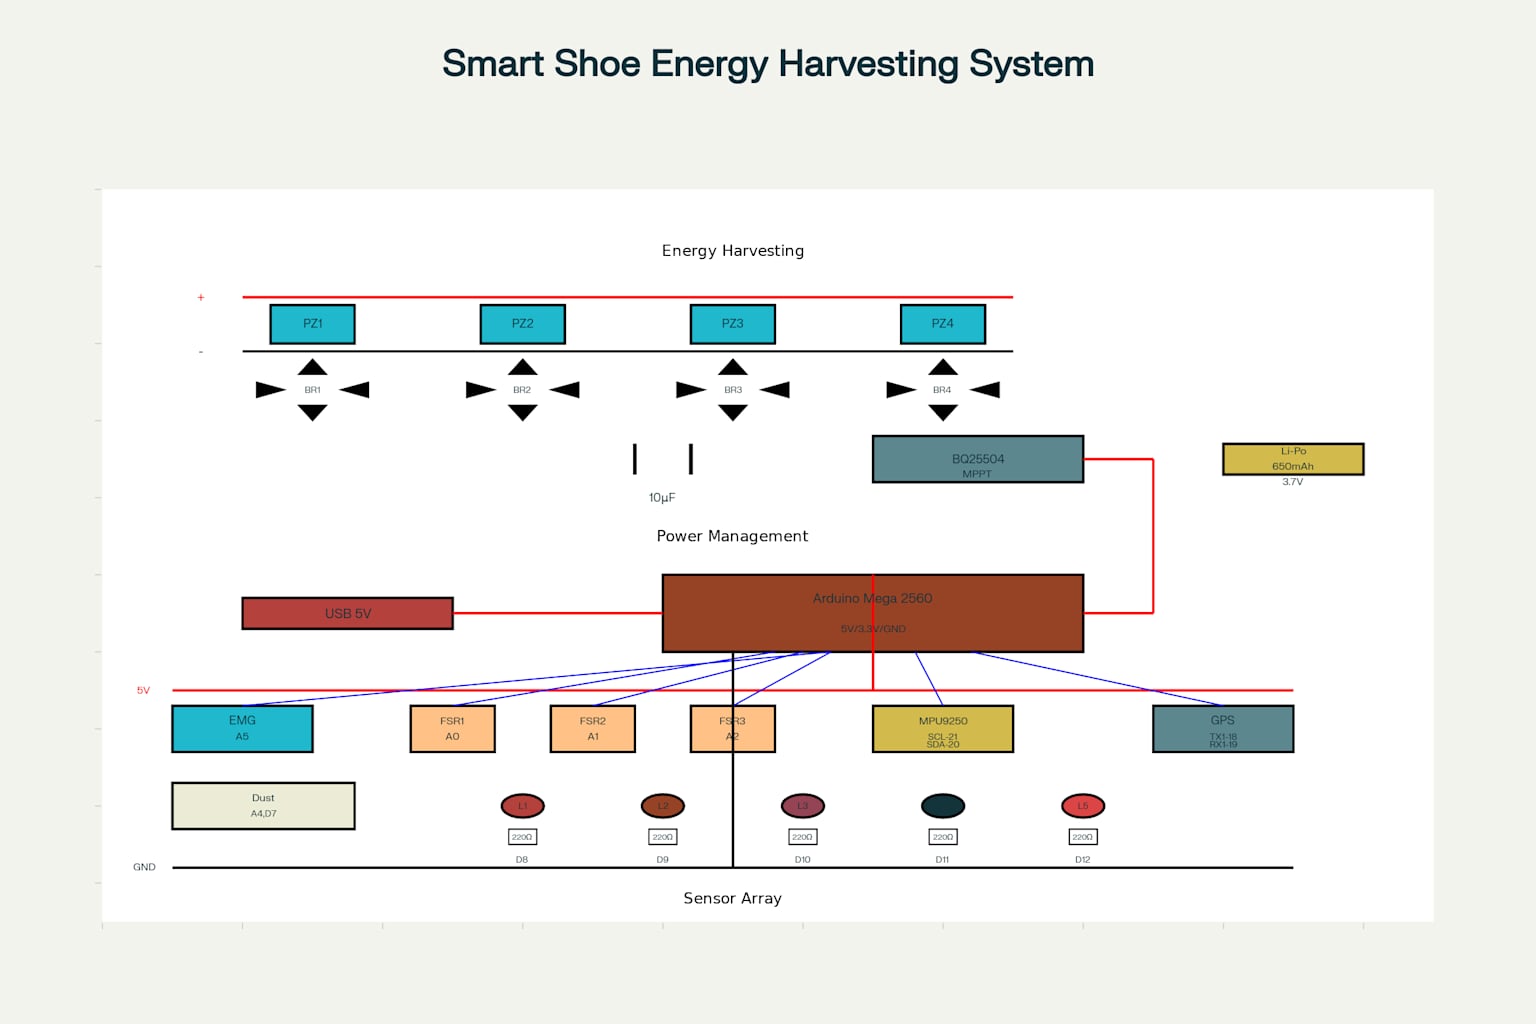 Smart Shoe Energy Harvesting System
Energy Harvesting
+
PZ1 PZ2 PZ3 PZ4
-
BR1 BR2 BR3 BR4
BQ25504
MPPT
Li-Po
650mAh
3.7V
10µF
Power Management
USB 5V
Arduino Mega 2560
5V/3.3V/GND
5V
EMG
A5
FSR1
A0
FSR2
A1
FSR3
A2
MPU9250
SCL-21
SDA-20
GPS
TX1-18
RX1-19
Dust
A4,D7
L1 L2 L3 L5
220Ω 220Ω 220Ω 220Ω 220Ω
D8 D9 D10 D11 D12
GND
Sensor Array